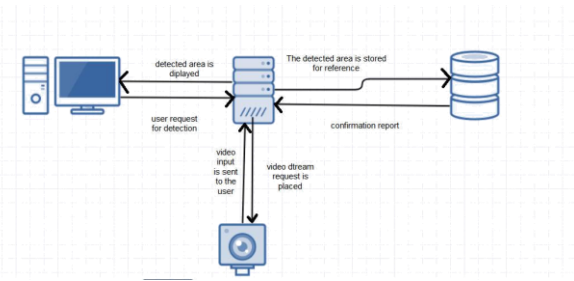 detected area is
diplayed
The detected area is stored
for reference
user request
for detection
confirmation report
video
input
is sent
to the
user
video dtream
request is
placed